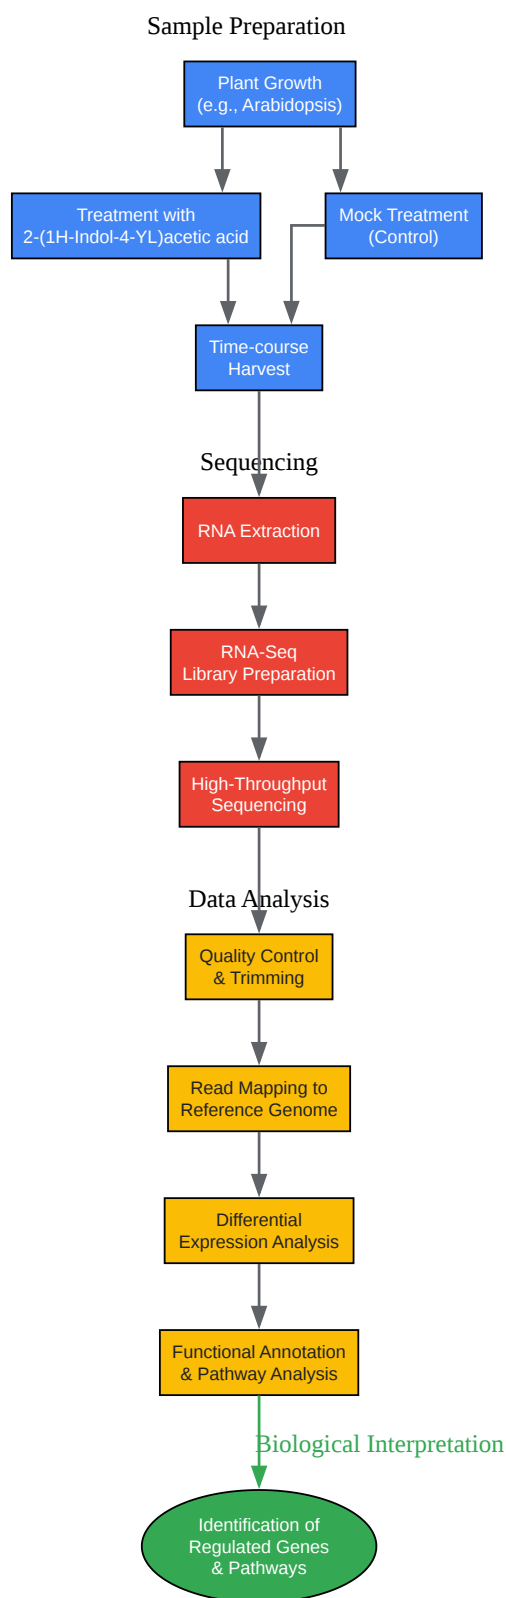 Sample Preparation
Plant Growth
(e.g., Arabidopsis)
Treatment with
2-(1H-Indol-4-YL)acetic acid
Mock Treatment
(Control)
Time-course
Harvest
Sequencing
RNA Extraction
RNA-Seq
Library Preparation
High-Throughput
Sequencing
Data Analysis
Quality Control
& Trimming
Read Mapping to
Reference Genome
Differential
Expression Analysis
Functional Annotation
& Pathway Analysis
Biological Interpretation
Identification of
Regulated Genes
& Pathways